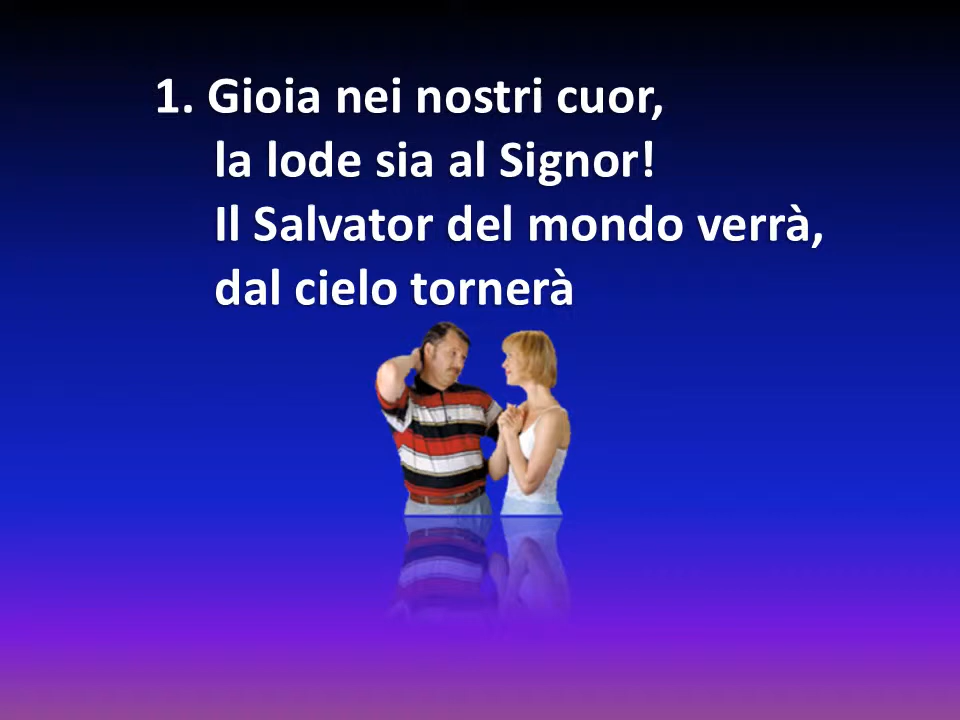 1. Gioia nei nostri cuor,
la lode sia al Signor!
Il Salvator del mondo verrà,
dal cielo tornerà